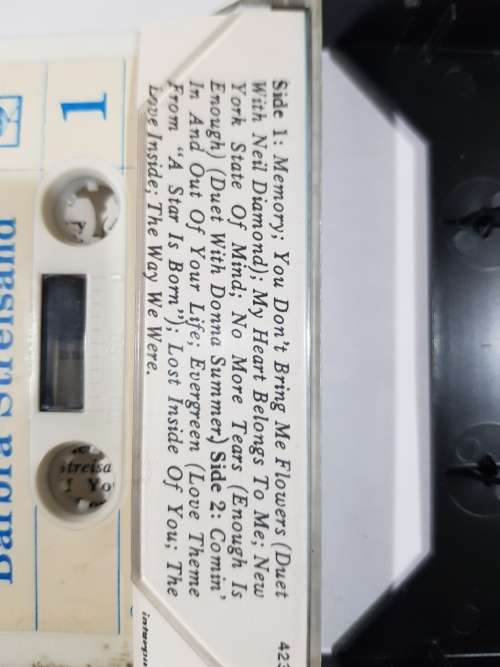 Side 1: Memory; You Don't Bring Me Flowers (Duet
With Neil Diamond); My Heart Belongs To Me; New
York State Of Mind; No More Tears (Enough Is
Enough) (Duet With Donna Summer) Side 2: Comin'
In And Out Of Your Life; Evergreen (Love Theme
From "A Star Is Born"); Lost Inside Of You; The
Love Inside; The Way We Were.
423
1
Barbra Streisand